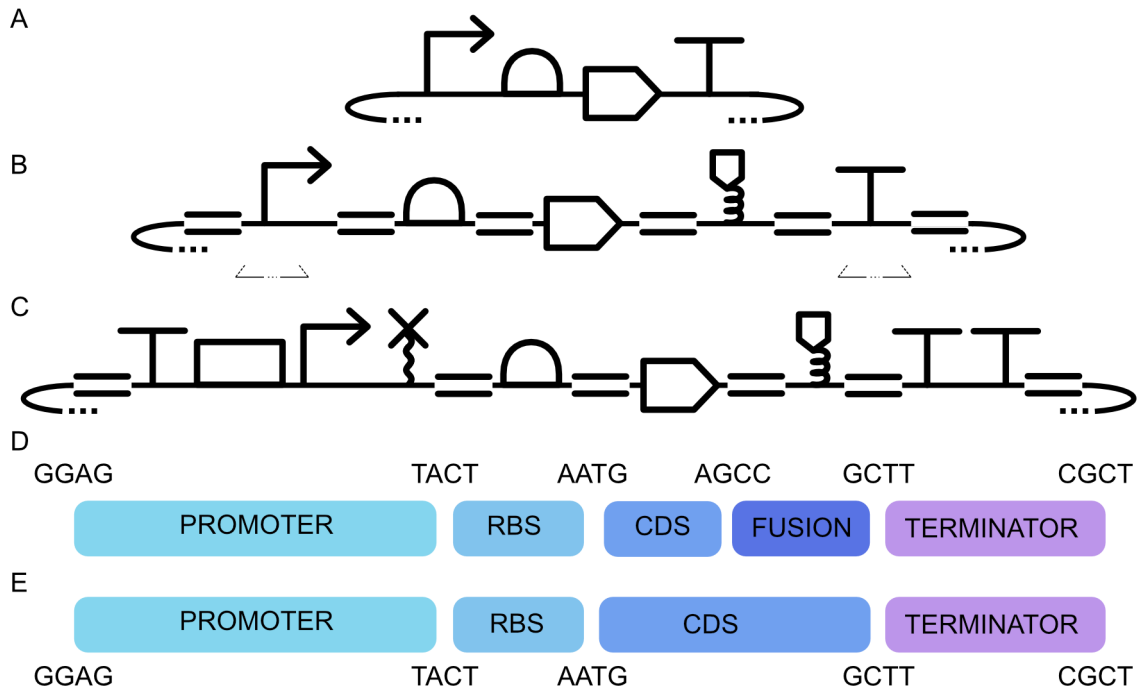 A
B
C
D
GGAG TACT AATG AGCC GCTT CGCT
PROMOTER RBS CDS FUSION TERMINATOR
E
PROMOTER RBS CDS TERMINATOR
GGAG TACT AATG GCTT CGCT